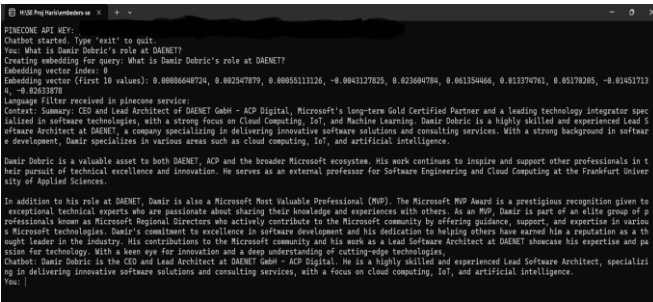 H:\SE Proj Haris\embeders-se
PINECONE API KEY:
Chatbot started. Type 'exit' to quit.
You: What is Damir Dobric's role at DAENET?
Creating embedding for query: What is Damir Dobric's role at DAENET?
Embedding vector index: 0
Embedding vector (first 10 values): 0.00086640724, 0.002547879, 0.00055113126, -0.0043127825, 0.023604784, 0.061354466, 0.013374761, 0.05170205, -0.01451713
4, -0.02633878
Language Filter received in pinecone service:
Context: Summary: CEO and Lead Architect of DAENET GmbH – ACP Digital, Microsoft's long-term Gold Certified Partner and a leading technology integrator spec
ialized in software technologies, with a strong focus on Cloud Computing, IoT, and Machine Learning. Damir Dobric is a highly skilled and experienced Lead S
oftware Architect at DAENET, a company specializing in delivering innovative software solutions and consulting services. With a strong background in softwar
e development, Damir specializes in various areas such as cloud computing, IoT, and artificial intelligence.
Damir Dobric is a valuable asset to both DAENET, ACP and the broader Microsoft ecosystem. His work continues to inspire and support other professionals in t
heir pursuit of technical excellence and innovation. He serves as an external professor for Software Engineering and Cloud Computing at the Frankfurt Univer
sity of Applied Sciences.
In addition to his role at DAENET, Damir is also a Microsoft Most Valuable Professional (MVP). The Microsoft MVP Award is a prestigious recognition given to
exceptional technical experts who are passionate about sharing their knowledge and experiences with others. As an MVP, Damir is part of an elite group of p
rofessionals known as Microsoft Regional Directors who actively contribute to the Microsoft community by offering guidance, support, and expertise in variou
s Microsoft technologies. Damir's commitment to excellence in software development and his dedication to helping others have earned him a reputation as a th
ought leader in the industry. His contributions to the Microsoft community and his work as a Lead Software Architect at DAENET showcase his expertise and pa
ssion for technology. With a keen eye for innovation and a deep understanding of cutting-edge technologies,
Chatbot: Damir Dobric is the CEO and Lead Architect at DAENET GmbH - ACP Digital. He is a highly skilled and experienced Lead Software Architect, specializi
ng in delivering innovative software solutions and consulting services, with a focus on cloud computing, IoT, and artificial intelligence.
You: